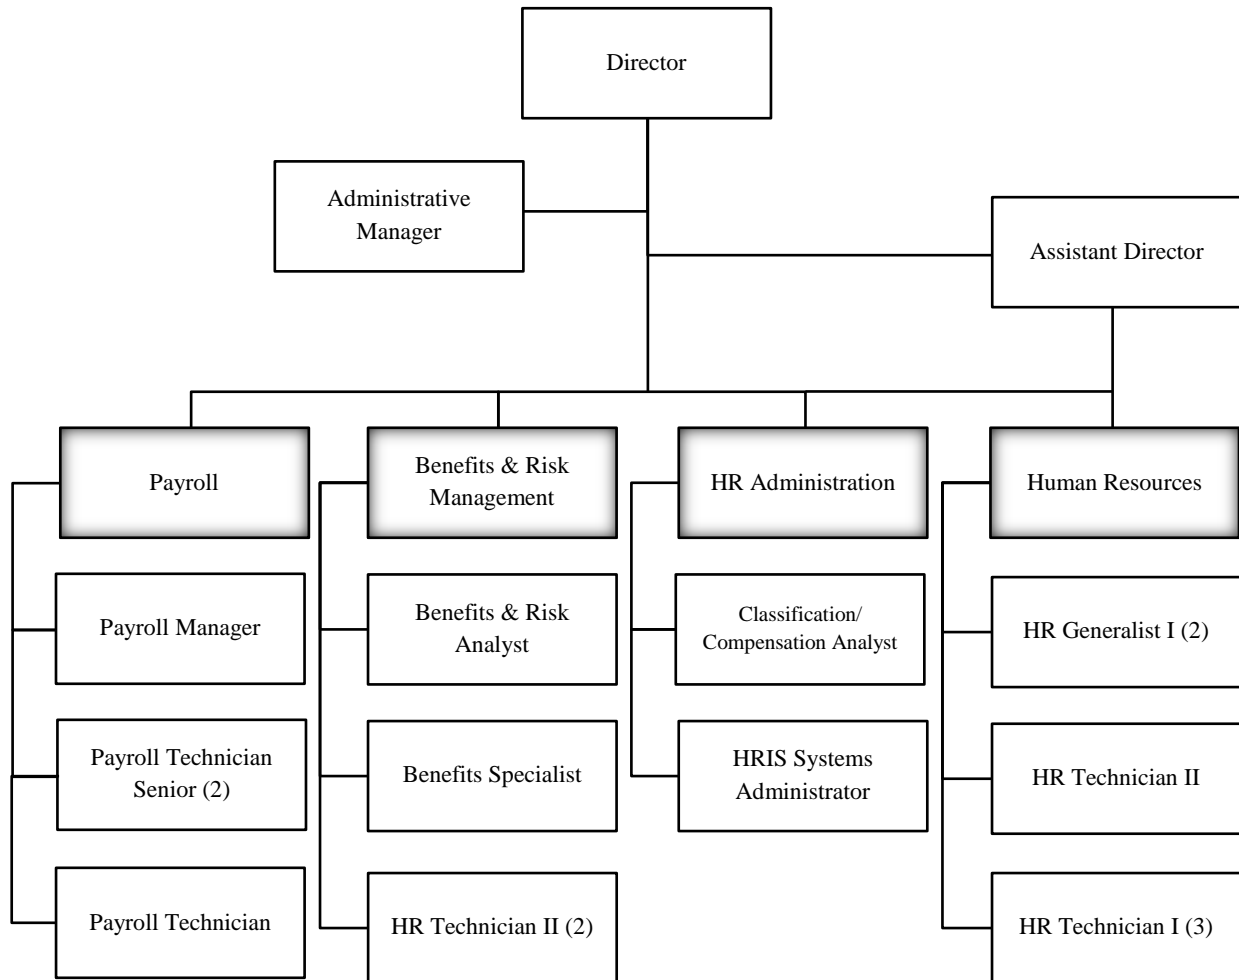 Director
Administrative
Manager
Assistant Director
Payroll
Benefits & Risk
Management
HR Administration
Human Resources
Payroll Manager
Benefits & Risk
Analyst
Classification/
Compensation Analyst
HR Generalist I (2)
Payroll Technician
Senior (2)
Benefits Specialist
HRIS Systems
Administrator
HR Technician II
Payroll Technician
HR Technician II (2)
HR Technician I (3)